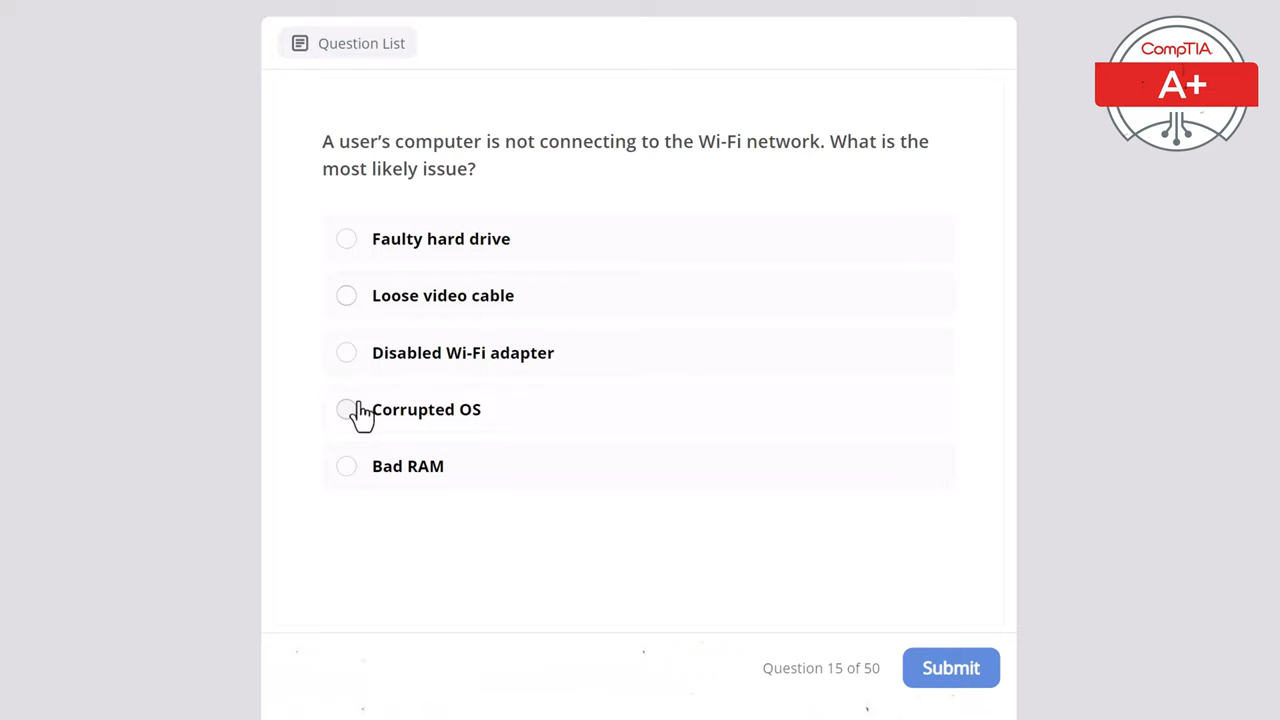 Question List
CompTIA
A+
A user’s computer is not connecting to the Wi-Fi network. What is the
most likely issue?
Faulty hard drive
Loose video cable
Disabled Wi-Fi adapter
Corrupted OS
Bad RAM
Question 15 of 50
Submit